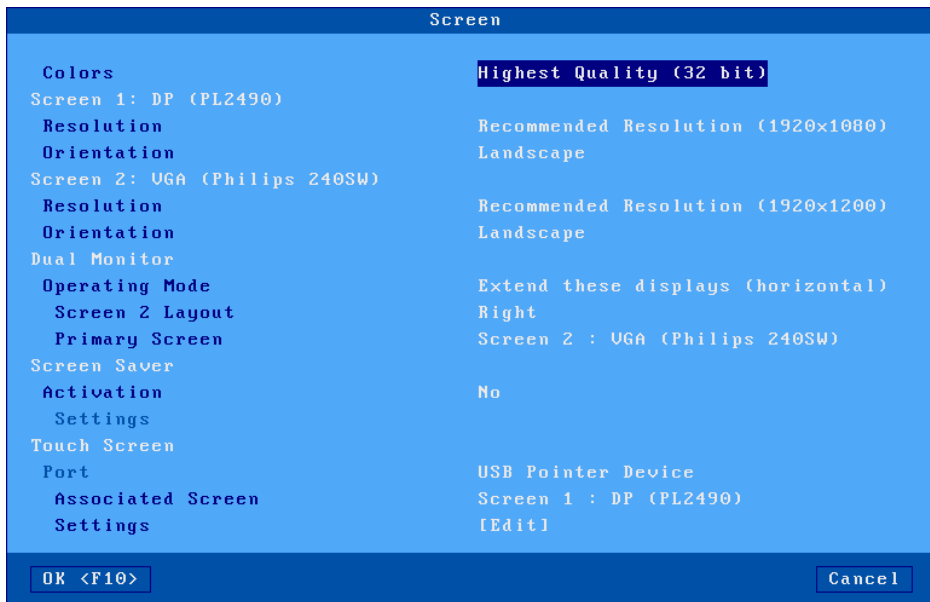 Screen
Colors Highest Quality (32 bit)
Screen 1: DP (PL2490)
Resolution Recommended Resolution (1920x1080)
Orientation Landscape
Screen 2: VGA (Philips 240SW)
Resolution Recommended Resolution (1920x1200)
Orientation Landscape
Dual Monitor
Operating Mode Extend these displays (horizontal)
Screen 2 Layout Right
Primary Screen Screen 2 : VGA (Philips 240SW)
Screen Saver
Activation No
Settings
Touch Screen
Port USB Pointer Device
Associated Screen Screen 1 : DP (PL2490)
Settings [Edit]
OK <F10> Cancel